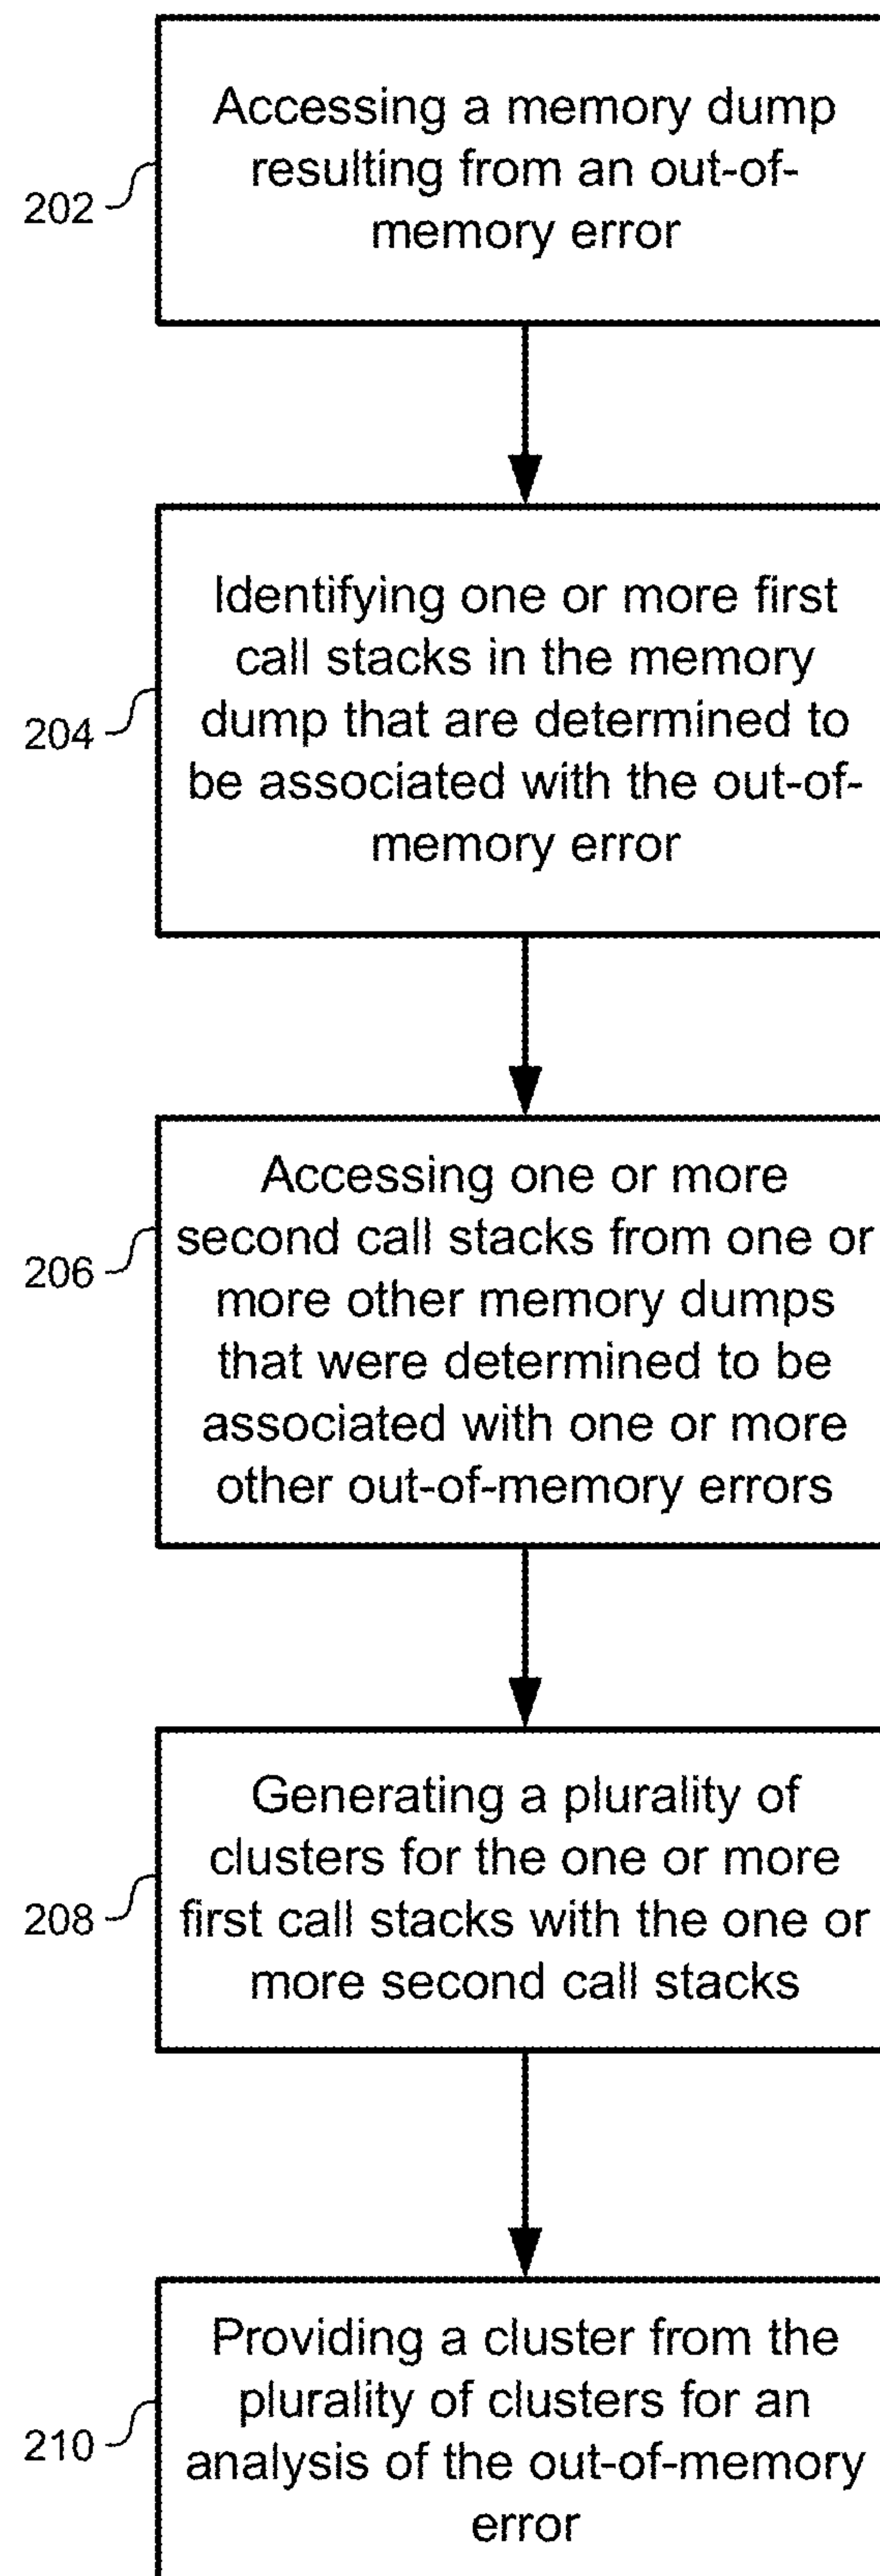 Accessing a memory dump
resulting from an out-of-
memory error
202
Identifying one or more first
call stacks in the memory
dump that are determined to
be associated with the out-of-
memory error
204
Accessing one or more
second call stacks from one or
more other memory dumps
that were determined to be
associated with one or more
other out-of-memory errors
206
Generating a plurality of
clusters for the one or more
first call stacks with the one or
more second call stacks
208
Providing a cluster from the
plurality of clusters for an
analysis of the out-of-memory
error
210